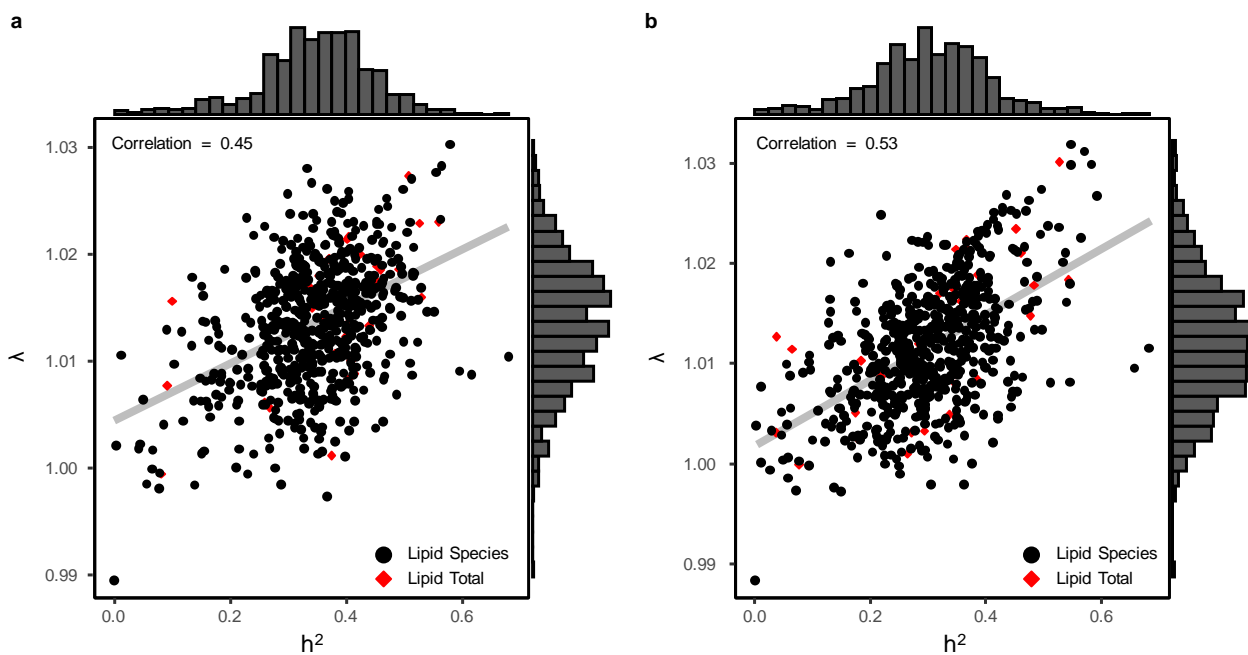 a
Correlation = 0.45
1.03
1.02
1.01
1.00
0.99
λ
Lipid Species
Lipid Total
0.0 0.2 0.4 0.6
h²
b
Correlation = 0.53
1.03
1.02
1.01
1.00
0.99
λ
Lipid Species
Lipid Total
0.0 0.2 0.4 0.6
h²